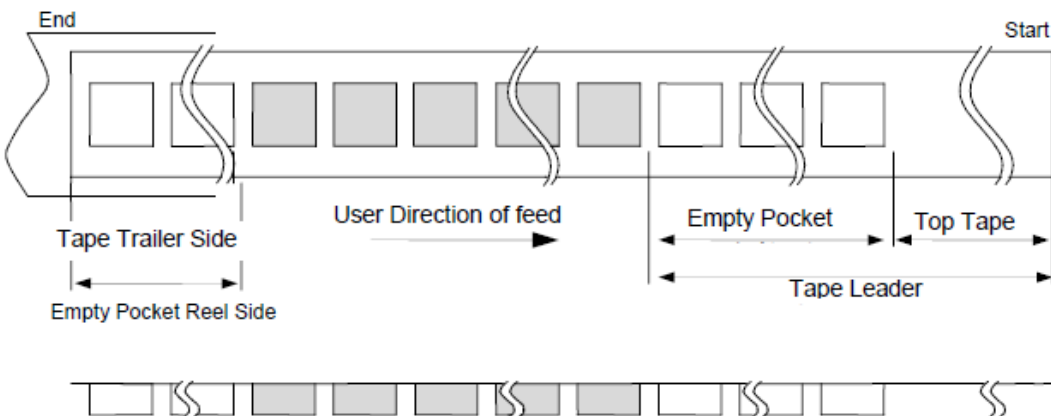 End
Start
User Direction of feed
Empty Pocket
Top Tape
Tape Trailer Side
Tape Leader
Empty Pocket Reel Side